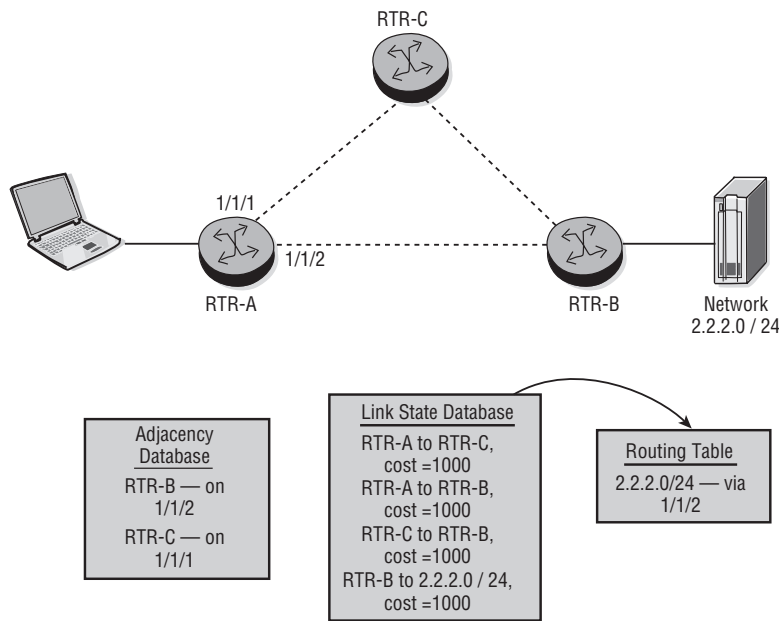 RTR-C
1/1/1
1/1/2
RTR-A
RTR-B
Network
2.2.2.0 / 24
Adjacency
Database
RTR-B — on
1/1/2
RTR-C — on
1/1/1
Link State Database
RTR-A to RTR-C,
cost =1000
RTR-A to RTR-B,
cost =1000
RTR-C to RTR-B,
cost =1000
RTR-B to 2.2.2.0 / 24,
cost =1000
Routing Table
2.2.2.0/24 — via
1/1/2